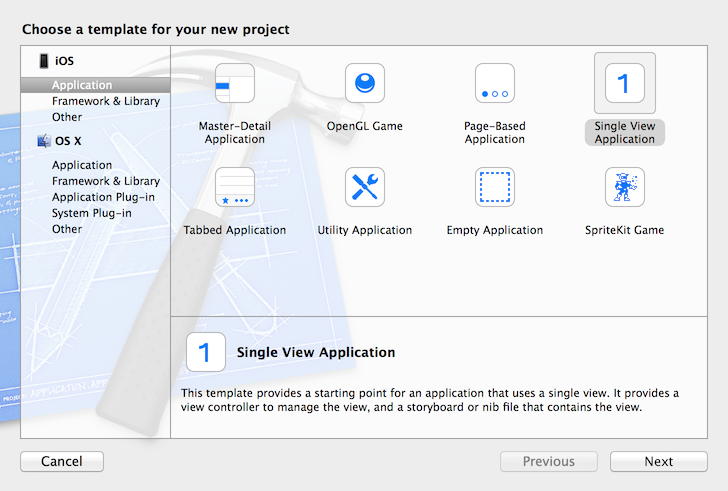 Choose a template for your new project
iOS
Application
Framework & Library
Other
OS X
Application
Framework & Library
Application Plug-in
System Plug-in
Other
Master-Detail
Application
OpenGL Game
Page-Based
Application
1
Single View
Application
Tabbed Application
Utility Application
Empty Application
SpriteKit Game
1
Single View Application
This template provides a starting point for an application that uses a single view. It provides a
view controller to manage the view, and a storyboard or nib file that contains the view.
PROJECT APPLICATION.APP
Cancel
Previous
Next